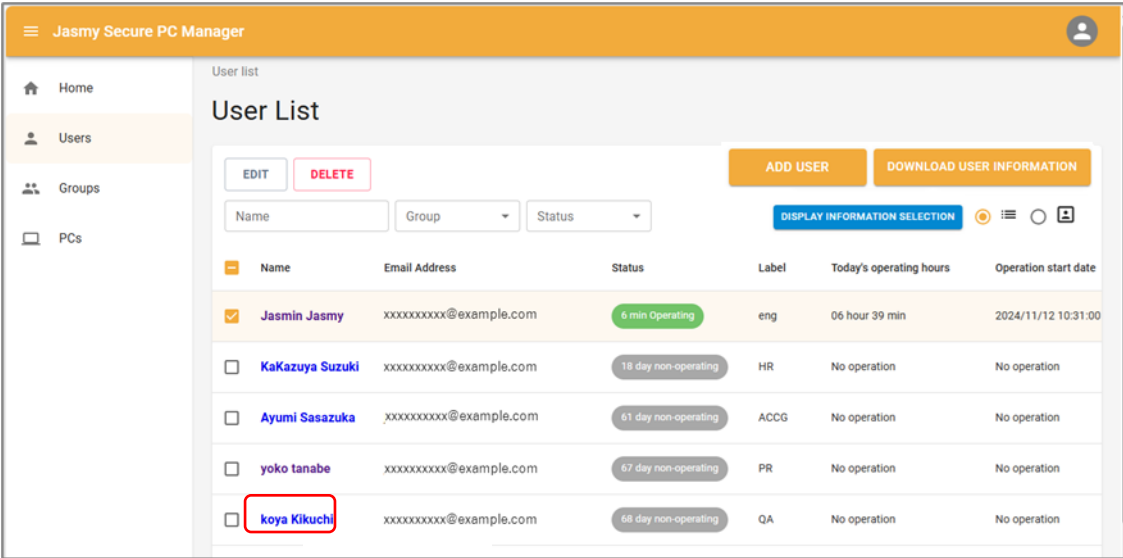 Jasmy Secure PC Manager
Home
Users
Groups
PCs
User list
User List
EDIT DELETE ADD USER DOWNLOAD USER INFORMATION
Name Group Status DISPLAY INFORMATION SELECTION
Name Email Address Status Label Today's operating hours Operation start date
Jasmin Jasmy xxxxxxxxxx@example.com 6 min Operating eng 06 hour 39 min 2024/11/12 10:31:00
KaKazuya Suzuki xxxxxxxxxx@example.com 18 day non-operating HR No operation No operation
Ayumi Sasazuka xxxxxxxxxx@example.com 61 day non-operating ACCG No operation No operation
yoko tanabe xxxxxxxxxx@example.com 67 day non-operating PR No operation No operation
koya Kikuchi xxxxxxxxxx@example.com 68 day non-operating QA No operation No operation